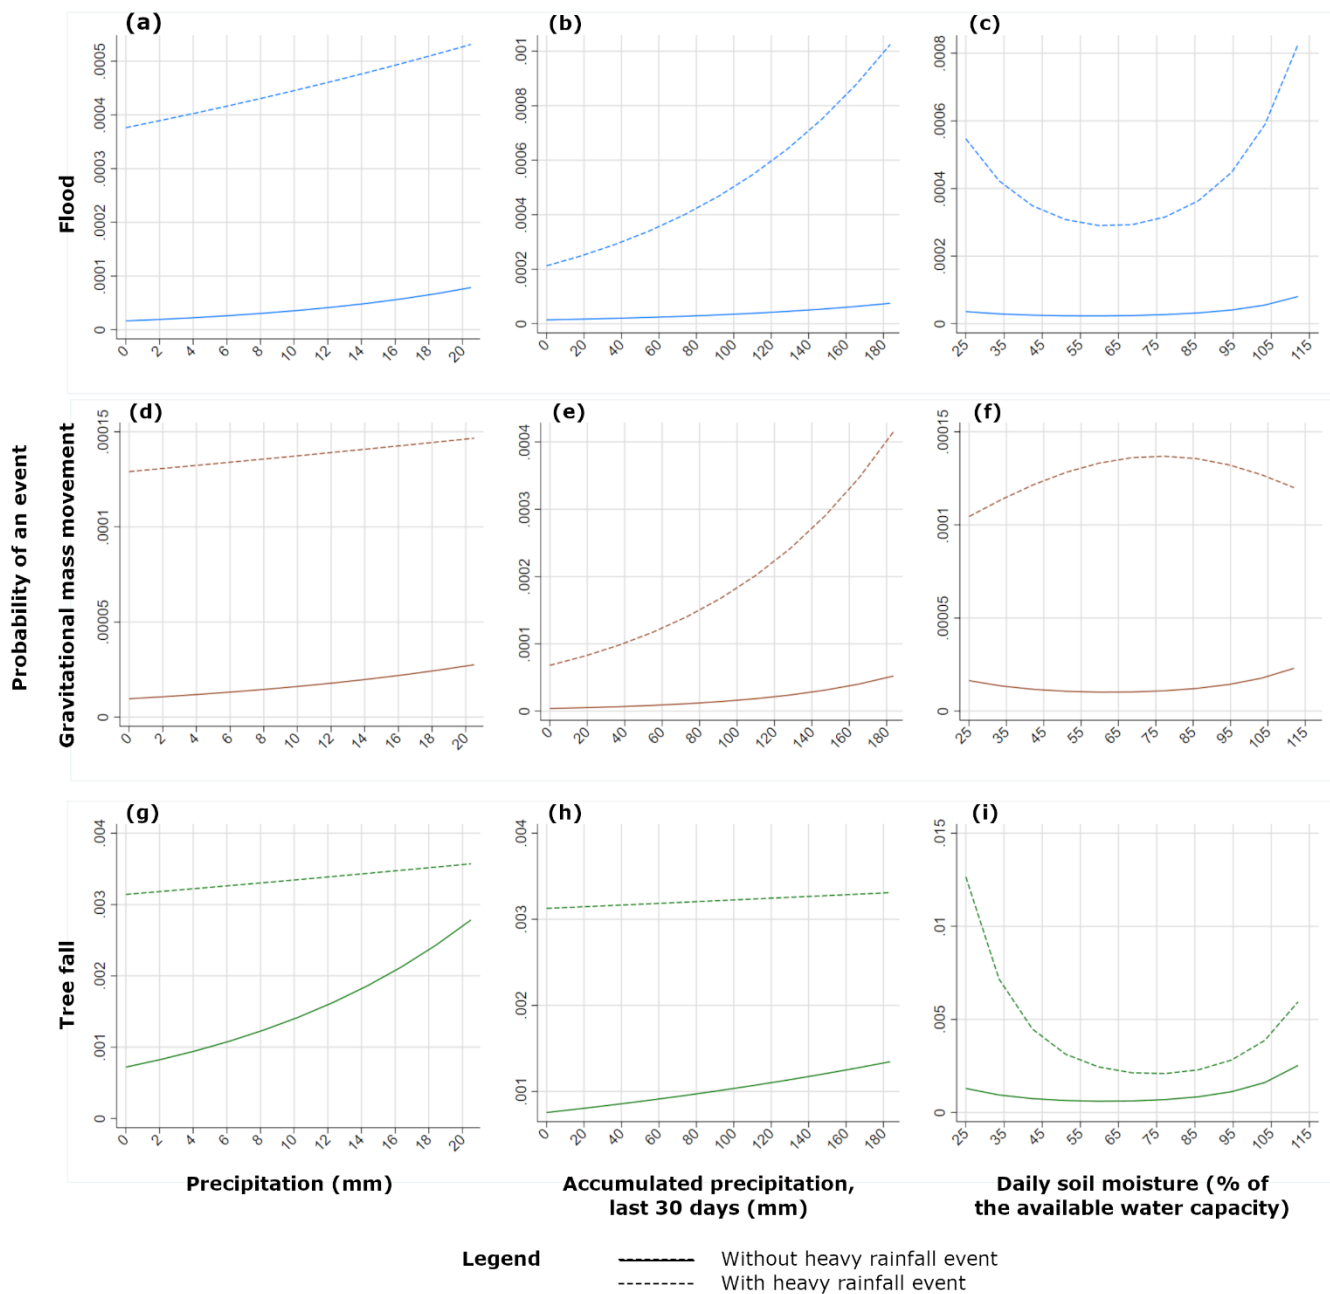 (a)
(b)
(c)
Flood
0
.0001
.0002
.0003
.0004
.0005
0 2 4 6 8 10 12 14 16 18 20
0
.0002
.0004
.0006
.0008
.001
0 20 40 60 80 100 120 140 160 180
0
.0002
.0004
.0006
.0008
25 35 45 55 65 75 85 95 105 115
Probability of an event
(d)
(e)
(f)
Gravitational mass movement
0
.00005
.0001
.00015
0 2 4 6 8 10 12 14 16 18 20
0
.0001
.0002
.0003
.0004
0 20 40 60 80 100 120 140 160 180
0
.00005
.0001
.00015
25 35 45 55 65 75 85 95 105 115
(g)
(h)
(i)
Tree fall
0
.001
.002
.003
.004
0 2 4 6 8 10 12 14 16 18 20
.001
.002
.003
.004
0 20 40 60 80 100 120 140 160 180
0
.005
.01
.015
25 35 45 55 65 75 85 95 105 115
Precipitation (mm)
Accumulated precipitation,
last 30 days (mm)
Daily soil moisture (% of
the available water capacity)
Legend
Without heavy rainfall event
With heavy rainfall event